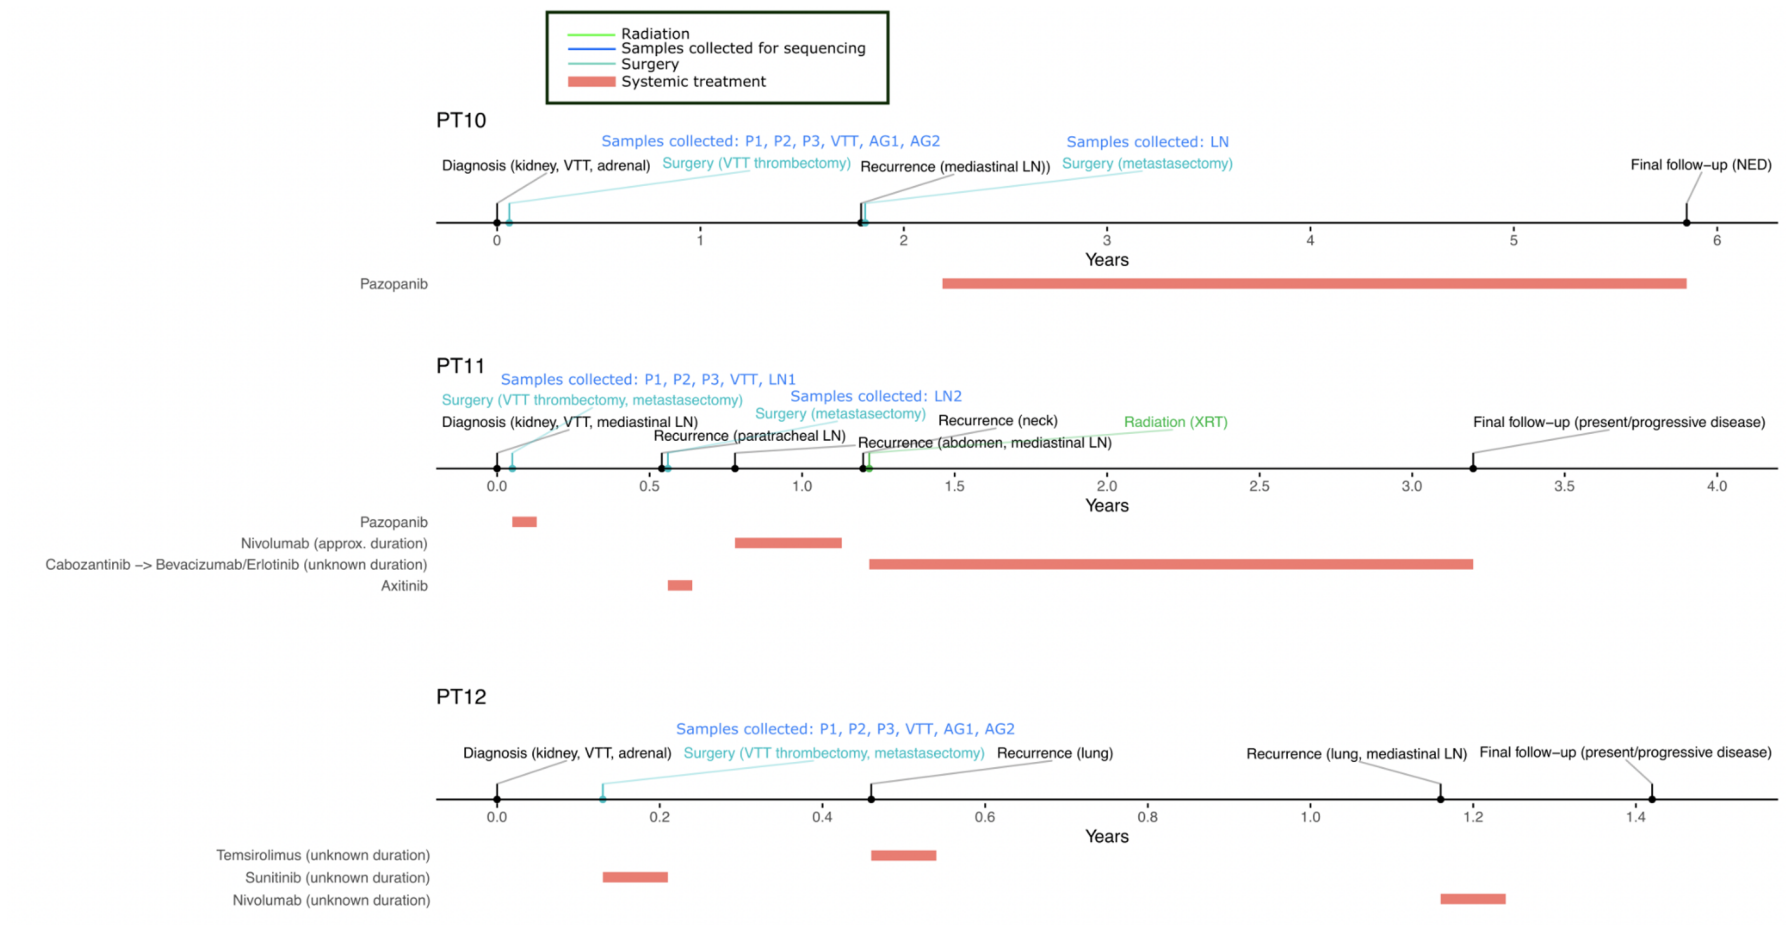 Radiation
Samples collected for sequencing
Surgery
Systemic treatment
PT10
Samples collected: P1, P2, P3, VTT, AG1, AG2
Samples collected: LN
Diagnosis (kidney, VTT, adrenal)
Surgery (VTT thrombectomy)
Recurrence (mediastinal LN))
Surgery (metastasectomy)
Final follow–up (NED)
0 1 2 3 4 5 6
Years
Pazopanib
PT11
Samples collected: P1, P2, P3, VTT, LN1
Samples collected: LN2
Surgery (VTT thrombectomy, metastasectomy)
Surgery (metastasectomy)
Diagnosis (kidney, VTT, mediastinal LN)
Recurrence (neck)
Radiation (XRT)
Final follow–up (present/progressive disease)
Recurrence (paratracheal LN)
Recurrence (abdomen, mediastinal LN)
0.0 0.5 1.0 1.5 2.0 2.5 3.0 3.5 4.0
Years
Pazopanib
Nivolumab (approx. duration)
Cabozantinib –> Bevacizumab/Erlotinib (unknown duration)
Axitinib
PT12
Samples collected: P1, P2, P3, VTT, AG1, AG2
Diagnosis (kidney, VTT, adrenal)
Surgery (VTT thrombectomy, metastasectomy)
Recurrence (lung)
Recurrence (lung, mediastinal LN)
Final follow–up (present/progressive disease)
0.0 0.2 0.4 0.6 0.8 1.0 1.2 1.4
Years
Temsirolimus (unknown duration)
Sunitinib (unknown duration)
Nivolumab (unknown duration)